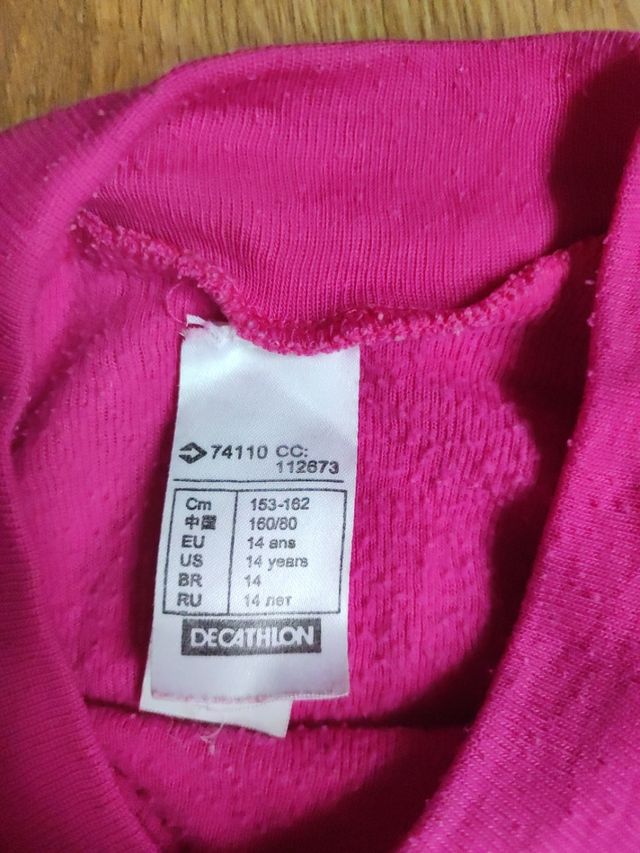 74110 CC:
112673
Cm 153-162
中国 160/80
EU 14 ans
US 14 years
BR 14
RU 14 лет
DECATHLON